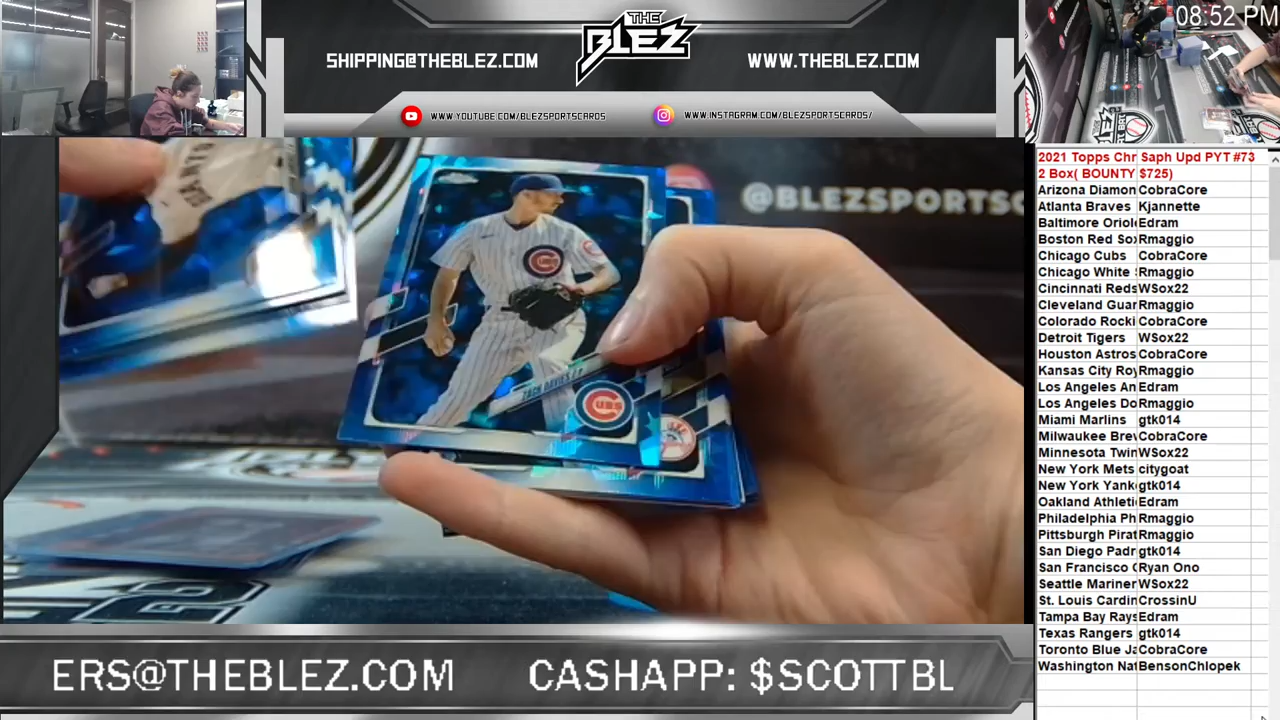 08:52 PM
THE
BLEZ
SHIPPING@THEBLEZ.COM
WWW.THEBLEZ.COM
WWW.YOUTUBE.COM/BLEZSPORTSCARDS
WWW.INSTAGRAM.COM/BLEZSPORTSCARDS/
@BLEZSPORTSC
ZACH DAVIES
CUBS
2021 Topps Chr Saph Upd PYT #73
2 Box( BOUNTY $725)
Arizona Diamon CobraCore
Atlanta Braves Kjannette
Baltimore Oriol Edram
Boston Red So Rmaggio
Chicago Cubs CobraCore
Chicago White Rmaggio
Cincinnati Reds WSox22
Cleveland Guar Rmaggio
Colorado Rocki CobraCore
Detroit Tigers WSox22
Houston Astros CobraCore
Kansas City Roy Rmaggio
Los Angeles An Edram
Los Angeles Do Rmaggio
Miami Marlins gtk014
Milwaukee Brev CobraCore
Minnesota Twin WSox22
New York Mets citygoat
New York Yank gtk014
Oakland Athleti Edram
Philadelphia Ph Rmaggio
Pittsburgh Pirat Rmaggio
San Diego Padr gtk014
San Francisco ( Ryan Ono
Seattle Mariner WSox22
St. Louis Cardin CrossinU
Tampa Bay Rays Edram
Texas Rangers gtk014
Toronto Blue Ja CobraCore
Washington Nat BensonChlopek
ERS@THEBLEZ.COM CASHAPP: $SCOTTBL